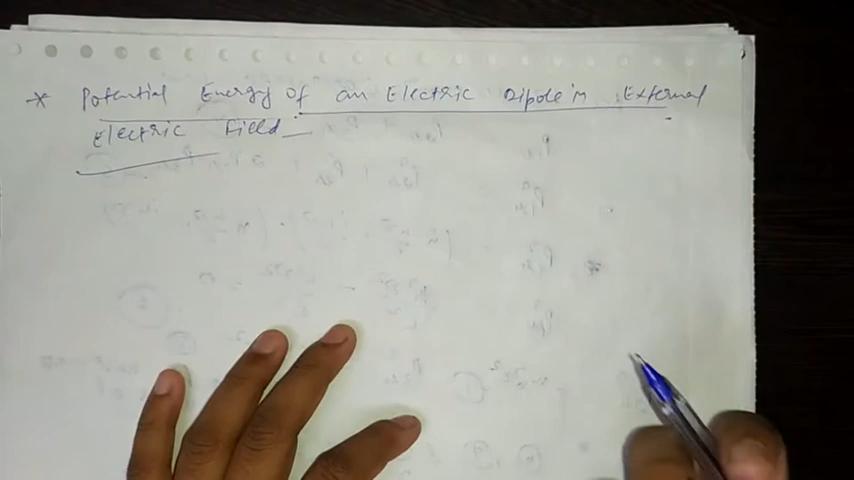 * Potential Energy of an Electric Dipole in External
Electric Field